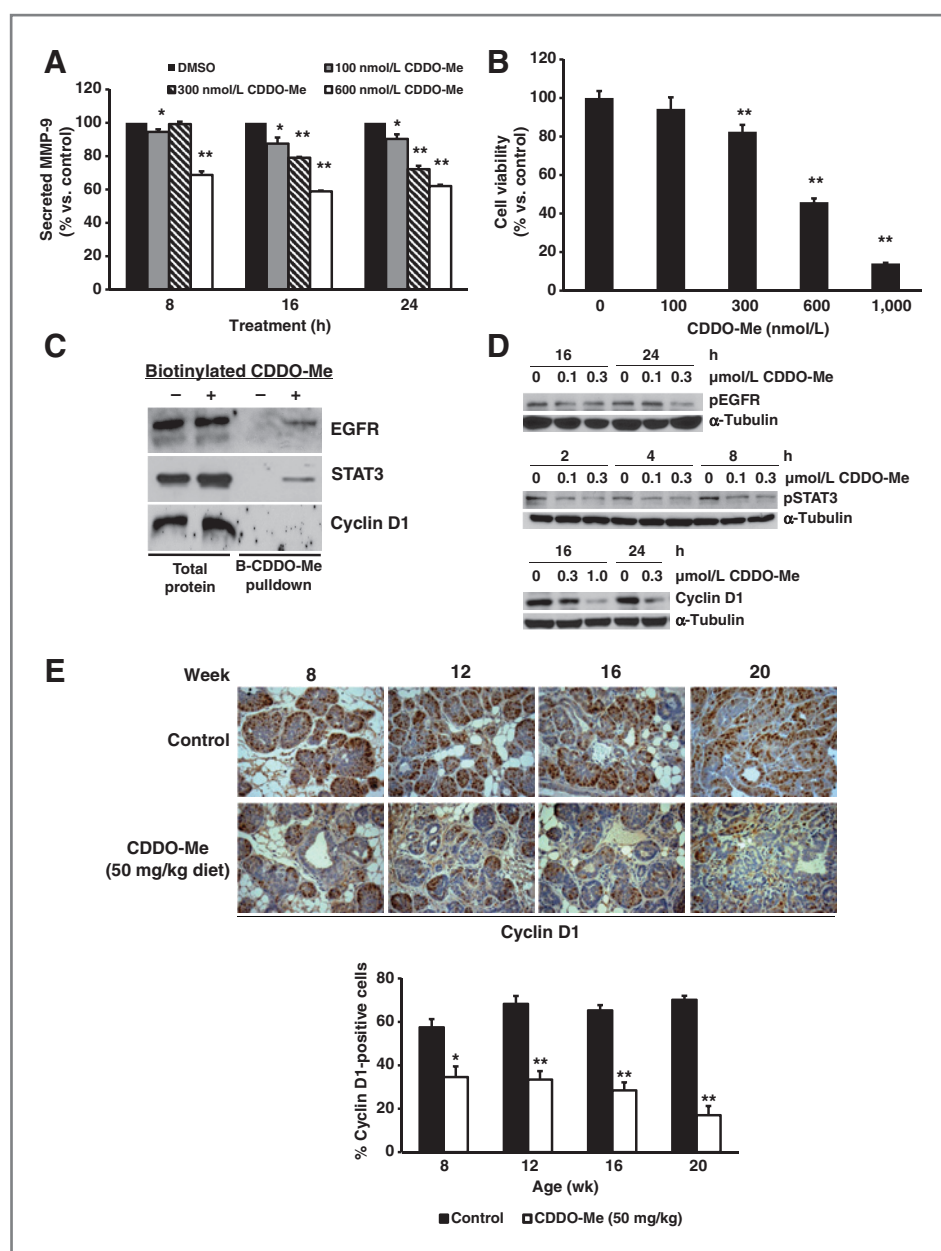 A
DMSO
100 nmol/L CDDO-Me
300 nmol/L CDDO-Me
600 nmol/L CDDO-Me
Secreted MMP-9
(% vs. control)
120
100
80
60
40
20
0
*
**
*
**
**
*
**
**
8
16
24
Treatment (h)
B
Cell viability
(% vs. control)
120
100
80
60
40
20
0
**
**
**
0
100
300
600
1,000
CDDO-Me (nmol/L)
C
Biotinylated CDDO-Me
– + – +
EGFR
STAT3
Cyclin D1
Total
protein
B-CDDO-Me
pulldown
D
16 24 h
0 0.1 0.3 0 0.1 0.3 μmol/L CDDO-Me
pEGFR
α-Tubulin
2 4 8 h
0 0.1 0.3 0 0.1 0.3 0 0.1 0.3 μmol/L CDDO-Me
pSTAT3
α-Tubulin
16 24 h
0 0.3 1.0 0 0.3 μmol/L CDDO-Me
Cyclin D1
α-Tubulin
E
Week 8 12 16 20
Control
CDDO-Me
(50 mg/kg diet)
Cyclin D1
% Cyclin D1-positive cells
80
60
40
20
0
*
**
**
**
8
12
16
20
Age (wk)
Control
CDDO-Me (50 mg/kg)